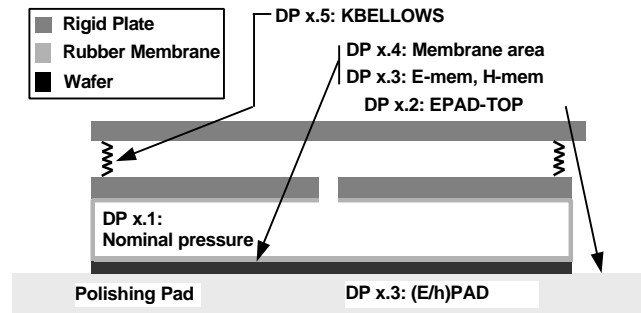 Rigid Plate
Rubber Membrane
Wafer
DP x.5: KBELLOWS
DP x.4: Membrane area
DP x.3: E-mem, H-mem
DP x.2: EPAD-TOP
DP x.1:
Nominal pressure
Polishing Pad
DP x.3: (E/h)PAD